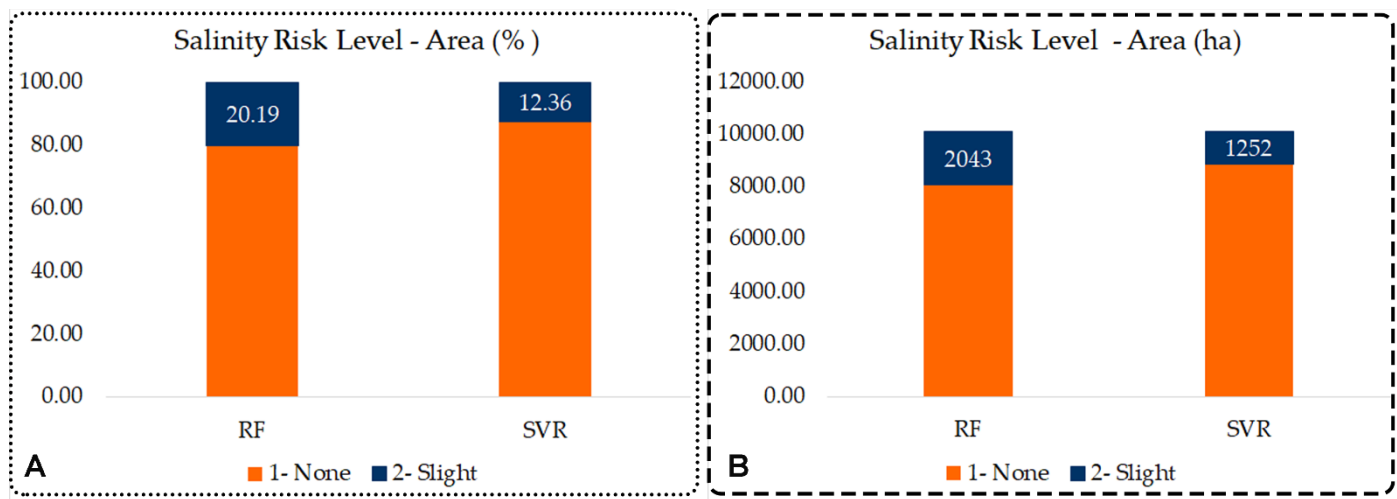 Salinity Risk Level - Area (%)
100.00
80.00
60.00
40.00
20.00
0.00
20.19
12.36
RF
SVR
1- None
2- Slight
A
Salinity Risk Level - Area (ha)
12000.00
10000.00
8000.00
6000.00
4000.00
2000.00
0.00
2043
1252
RF
SVR
1- None
2- Slight
B